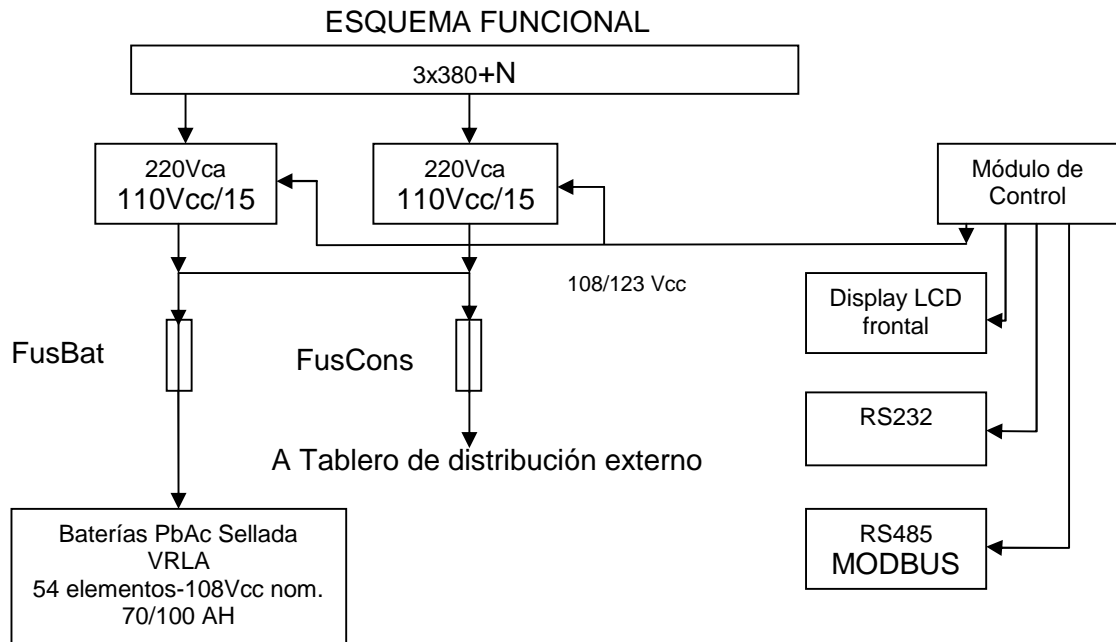 ESQUEMA FUNCIONAL
3x380+N
220Vca
110Vcc/15
220Vca
110Vcc/15
Módulo de
Control
108/123 Vcc
Display LCD
frontal
FusBat
FusCons
RS232
A Tablero de distribución externo
Baterías PbAc Sellada
VRLA
54 elementos-108Vcc nom.
70/100 AH
RS485
MODBUS